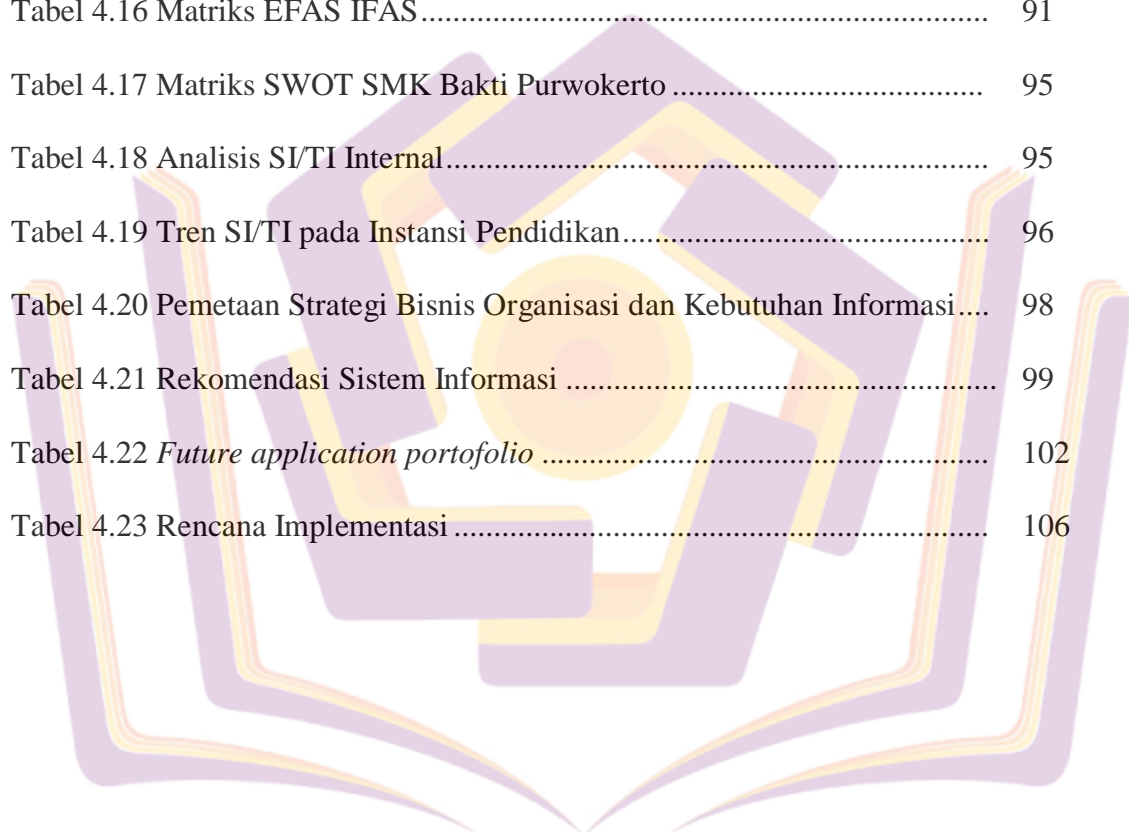 Tabel 4.16 Matriks EFAS IFAS.................................................................... 91
Tabel 4.17 Matriks SWOT SMK Bakti Purwokerto ..................................... 95
Tabel 4.18 Analisis SI/TI Internal................................................................. 95
Tabel 4.19 Tren SI/TI pada Instansi Pendidikan............................................ 96
Tabel 4.20 Pemetaan Strategi Bisnis Organisasi dan Kebutuhan Informasi.... 98
Tabel 4.21 Rekomendasi Sistem Informasi .................................................... 99
Tabel 4.22 Future application portofolio ...................................................... 102
Tabel 4.23 Rencana Implementasi ................................................................ 106